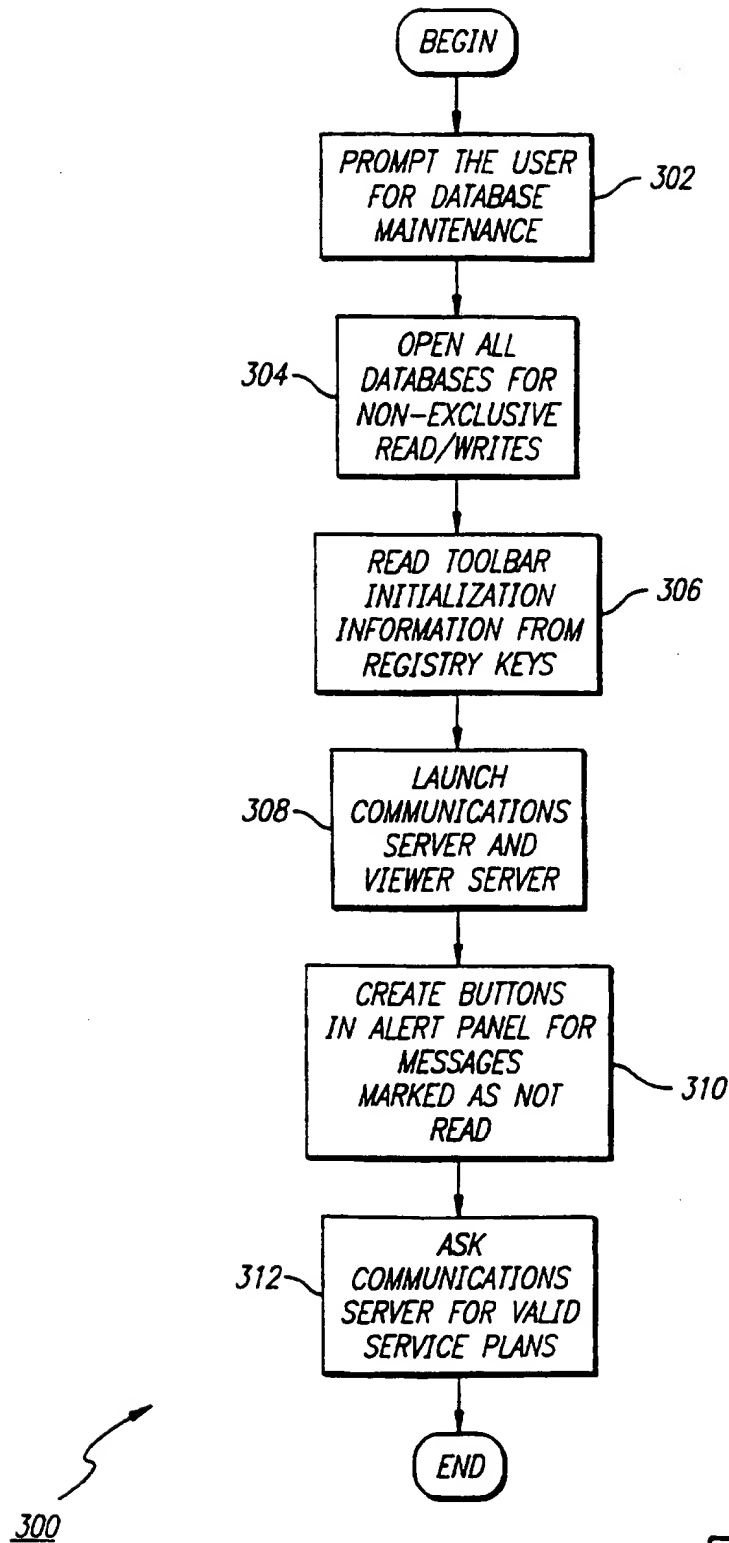 BEGIN
PROMPT THE USER
FOR DATABASE
MAINTENANCE
302
OPEN ALL
DATABASES FOR
NON-EXCLUSIVE
READ/WRITES
304
READ TOOLBAR
INITIALIZATION
INFORMATION FROM
REGISTRY KEYS
306
LAUNCH
COMMUNICATIONS
SERVER AND
VIEWER SERVER
308
CREATE BUTTONS
IN ALERT PANEL FOR
MESSAGES
MARKED AS NOT
READ
310
ASK
COMMUNICATIONS
SERVER FOR VALID
SERVICE PLANS
312
END
300